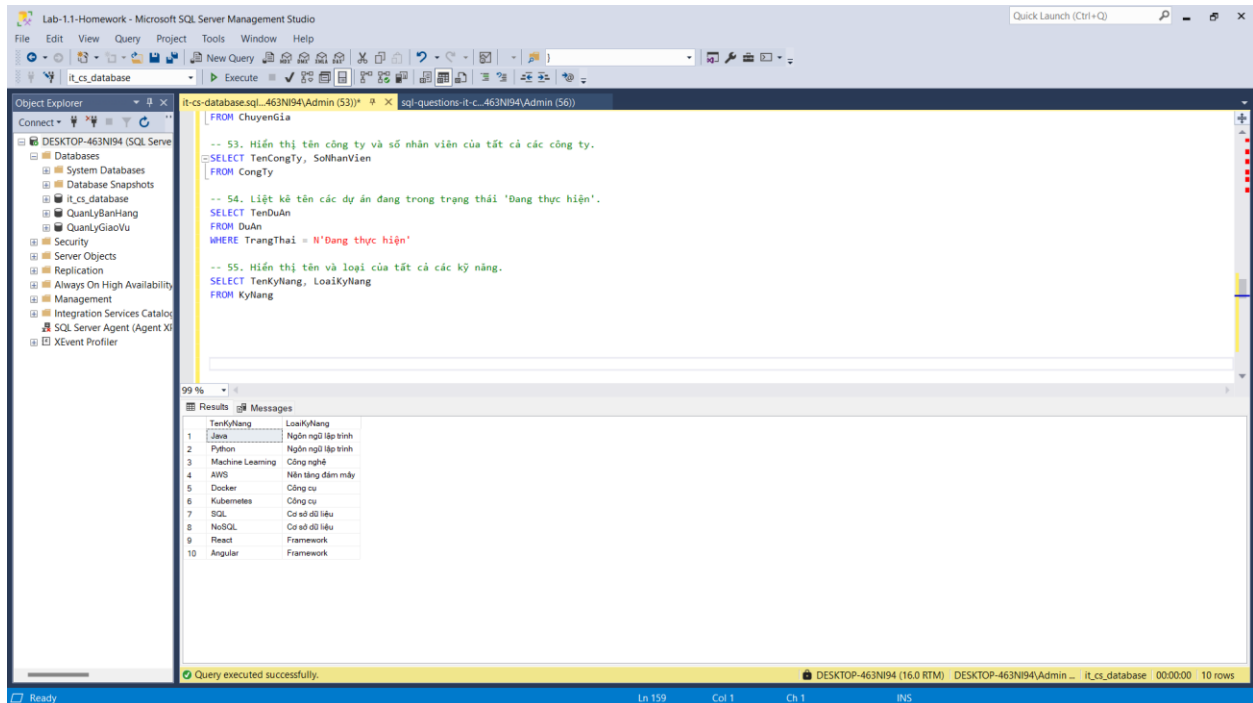 Lab-1.1-Homework - Microsoft SQL Server Management Studio
Quick Launch (Ctrl+Q)
File Edit View Query Project Tools Window Help
New Query
it_cs_database
Execute
Object Explorer
it-cs-database.sql...463NI94\Admin (53))*
sql-questions-it-c...463NI94\Admin (56))
Connect
DESKTOP-463NI94 (SQL Serve
Databases
System Databases
Database Snapshots
it_cs_database
QuanLyBanHang
QuanLyGiaoVu
Security
Server Objects
Replication
Always On High Availability
Management
Integration Services Catalog
SQL Server Agent (Agent XP
XEvent Profiler
FROM ChuyenGia
-- 53. Hiển thị tên công ty và số nhân viên của tất cả các công ty.
SELECT TenCongTy, SoNhanVien
FROM CongTy
-- 54. Liệt kê tên các dự án đang trong trạng thái 'Đang thực hiện'.
SELECT TenDuAn
FROM DuAn
WHERE TrangThai = N'Đang thực hiện'
-- 55. Hiển thị tên và loại của tất cả các kỹ năng.
SELECT TenKyNang, LoaiKyNang
FROM KyNang
99 %
Results Messages
TenKyNang LoaiKyNang
1 Java Ngôn ngữ lập trình
2 Python Ngôn ngữ lập trình
3 Machine Learning Công nghệ
4 AWS Nền tảng đám mây
5 Docker Công cụ
6 Kubernetes Công cụ
7 SQL Cơ sở dữ liệu
8 NoSQL Cơ sở dữ liệu
9 React Framework
10 Angular Framework
Query executed successfully.
DESKTOP-463NI94 (16.0 RTM) DESKTOP-463NI94\Admin ... it_cs_database 00:00:00 10 rows
Ready Ln 159 Col 1 Ch 1 INS